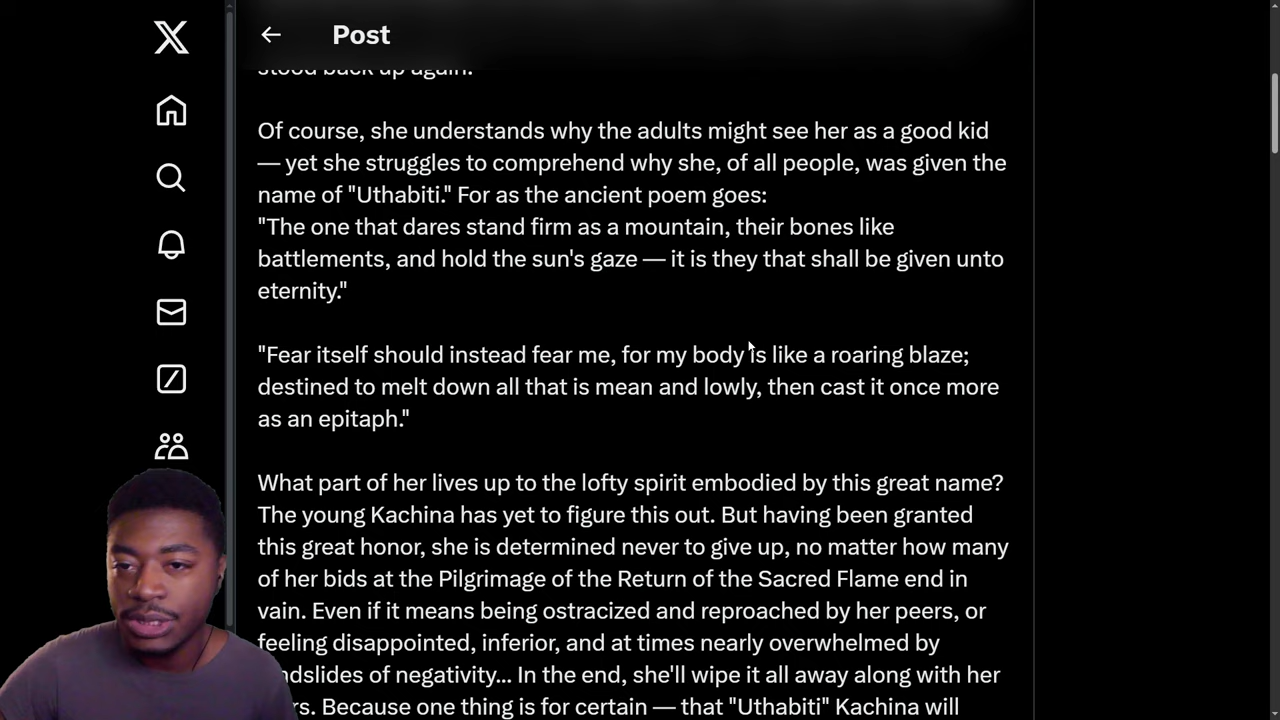 Post
stood back up again.
Of course, she understands why the adults might see her as a good kid
— yet she struggles to comprehend why she, of all people, was given the
name of "Uthabiti." For as the ancient poem goes:
"The one that dares stand firm as a mountain, their bones like
battlements, and hold the sun's gaze — it is they that shall be given unto
eternity."
"Fear itself should instead fear me, for my body is like a roaring blaze;
destined to melt down all that is mean and lowly, then cast it once more
as an epitaph."
What part of her lives up to the lofty spirit embodied by this great name?
The young Kachina has yet to figure this out. But having been granted
this great honor, she is determined never to give up, no matter how many
of her bids at the Pilgrimage of the Return of the Sacred Flame end in
vain. Even if it means being ostracized and reproached by her peers, or
feeling disappointed, inferior, and at times nearly overwhelmed by
of negativity... In the end, she'll wipe it all away along with her
Because one thing is for certain — that "Uthabiti" Kachina will